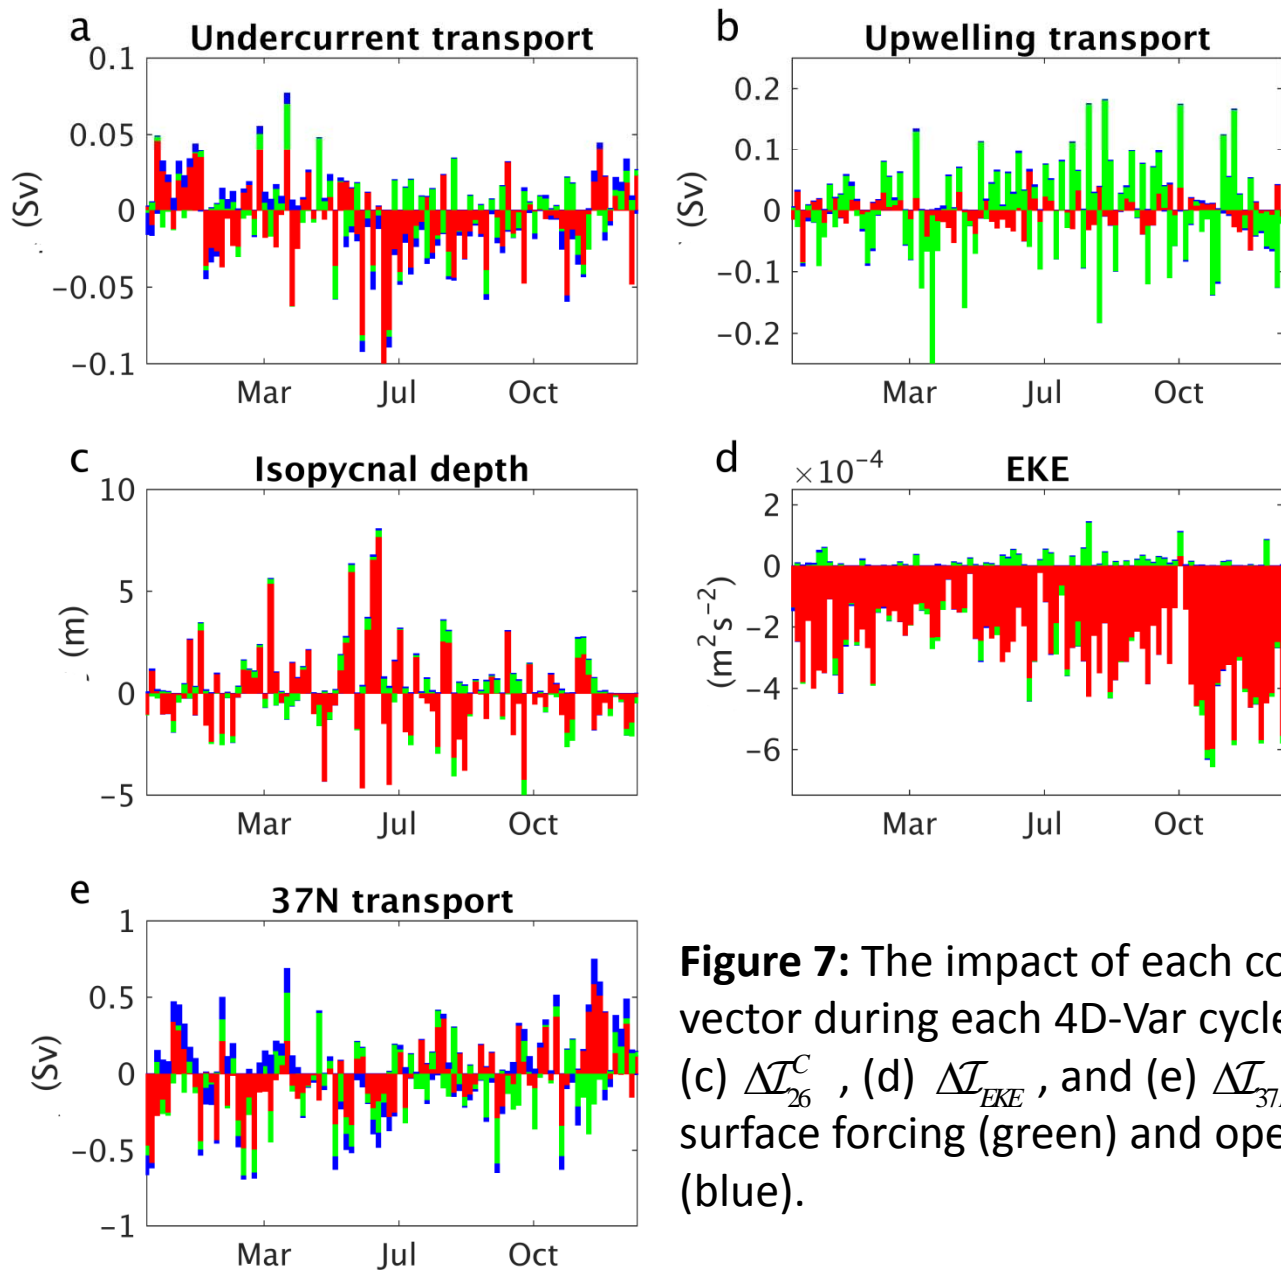 a
Undercurrent transport
0.1
0.05
0
−0.05
−0.1
(Sv)
Mar Jul Oct
b
Upwelling transport
0.2
0.1
0
−0.1
−0.2
(Sv)
Mar Jul Oct
c
Isopycnal depth
10
5
0
−5
(m)
Mar Jul Oct
d
×10⁻⁴
EKE
2
0
−2
−4
−6
(m² s⁻²)
Mar Jul Oct
e
37N transport
1
0.5
0
−0.5
−1
(Sv)
Mar Jul Oct
Figure 7: The impact of each co
vector during each 4D-Var cycle
(c) Δℐ₂₆ᶜ , (d) Δℐ_EKE , and (e) Δℐ_37
surface forcing (green) and ope
(blue).